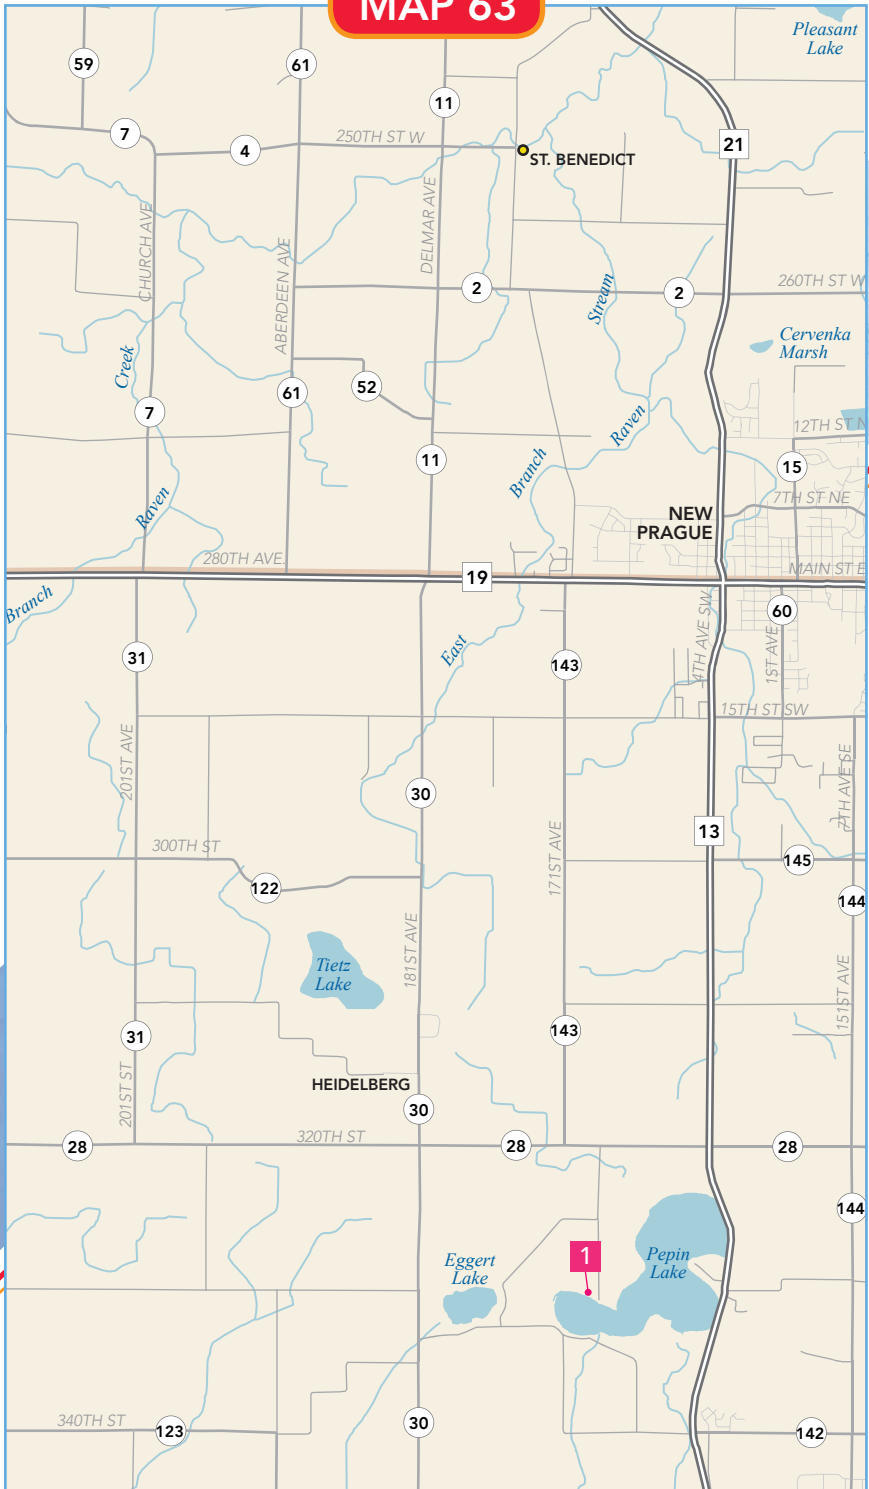 MAP 63
Pleasant
Lake
59
61
11
7
4
250TH ST W
21
ST. BENEDICT
CHURCH AVE
DELMAR AVE
ABERDEEN AVE
2
2
260TH ST W
Stream
Cervenka
Marsh
Creek
52
61
7
Raven
12TH ST N
11
Branch
15
7TH ST NE
Raven
NEW
PRAGUE
280TH AVE
19
MAIN ST E
Branch
60
4TH AVE SW
1ST AVE
East
31
143
15TH ST SW
201ST AVE
30
7TH AVE SE
13
171ST AVE
300TH ST
145
122
144
181ST AVE
Tietz
Lake
151ST AVE
31
143
HEIDELBERG
201ST ST
30
320TH ST
28
28
28
144
1
Eggert
Lake
Pepin
Lake
340TH ST
123
30
142